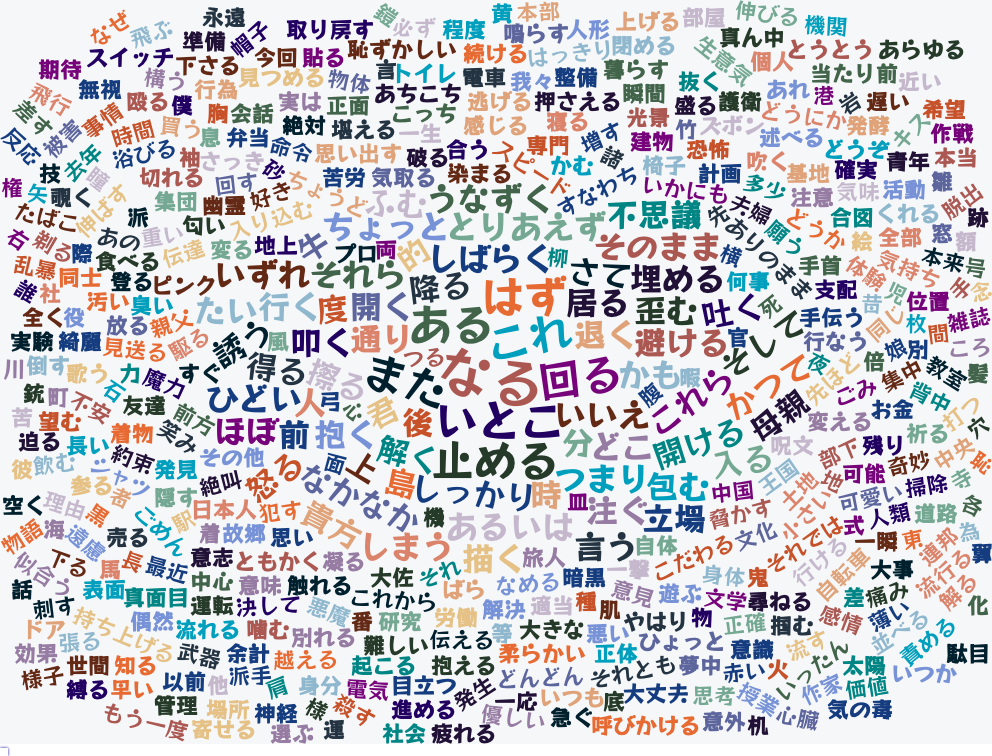 なぜ
飛ぶ
永遠
準備
帽子
取り戻す
鎧
必ず
程度
黄
本部
鳴らす
人形
上げる
部屋
伸びる
機関
スイッチ
下さる
今回
貼る
恥ずかしい
続ける
はっきり
閉める
生意気
真ん中
個人
とうとう
あらゆる
期待
無視
構う
行為
見つめる
物体
言
トイレ
電車
我々
整備
暮らす
抜く
当たり前
近い
飛行
殴る
僕
胸
会話
実は
正面
あちこち
こっち
逃げる
押さえる
瞬間
盛る
護衛
あれ
港
岩
遅い
希望
差す
被害
事情
時間
買う
息
弁当
命令
絶対
堪える
一生
感じる
寝る
光景
建物
竹
ズボン
述べる
どうにか
発酵
キス
作戦
反応
去年
浴びる
袖
さっき
砂
思い出す
破る
合う
スピード
専門
増す
諸
恐怖
吹く
基地
どうぞ
確実
青年
本当
技
瞳
切れる
回す
好き
ちょうど
苦労
気取る
染まる
かむ
すなわち
椅子
いかにも
計画
多少
注意
気味
活動
雛
脱出
権
矢
覗く
伸ばす
集団
幽霊
入り込む
ふむ
うなずく
不思議
先
夫婦
願う
どうか
合図
くれる
窓
額
跡
たばこ
派
重い
匂い
ちょっと
とりあえず
ありのまま
絵
全部
右
剃る
際
あの
伝達
変る
地上
牛
プロ
両
的
しばらく
柳
さて
そのまま
横
手首
体験
気持ち
本来
号
乱暴
同士
食べる
登る
ピンク
いずれ
それら
降る
はず
居る
埋める
何事
支配
苦
児
位置
手
念
誰
社
汚い
臭い
たい
行く
度
開く
ある
これ
退く
歪む
避ける
吐く
死
て
手伝う
同じ
枚
間
雑誌
全く
役
放る
親父
駆る
誘う
風
叩く
通り
つる
官
そして
行なう
娘
別
ころ
実験
綺麗
見送る
すぐ
得る
擦る
また
なる
回る
かも
暇
夜
倍
集中
教室
髪
川
倒す
歌う
力
魔力
ひどい
人
弓
心
君
後
いとこ
いいえ
腹
これら
かつて
先ほど
ごみ
背中
銃
町
不安
石
友達
前方
ほぼ
前
抱く
解く
止める
分
どこ
開ける
母親
変える
お金
祈る
打つ
苦
望む
着物
笑み
その他
面
上
島
しっかり
時
つまり
包む
入る
呪文
部下
残り
奇妙
中央
穴
迫る
長い
約束
発見
絶叫
怒る
なかなか
皿
注ぐ
立場
中国
王国
土地
地
可能
掃除
寺
恥
彼
飲む
シャツ
隠す
日本人
犯す
貴方
機
あるいは
脅かす
小さい
可愛い
各
空く
理由
参る
者
駅
着
故郷
思い
しまう
描く
旅人
言う
自体
こだわる
文化
それでは
式
人類
道路
為
物語
海
遠慮
黒
売る
ごめん
意志
ともかく
凝る
それ
一撃
身体
鬼
行ける
自転車
一瞬
東
連邦
翼
似合う
下る
馬
長
最近
中心
意味
触れる
大佐
ばら
なめる
暗黒
意見
遊ぶ
文学
尋ねる
大事
流行る
解る
話
刺す
表面
真面目
運転
決して
これから
労働
解決
適当
種
肌
やはり
物
正確
掴む
差
痛み
薄い
化
ドア
張る
持ち上げる
偶然
流れる
噛む
悪魔
別れる
番
研究
難しい
伝える
等
大きな
悪い
ひょっと
意識
感情
流す
並べる
責める
駄目
効果
様子
世間
知る
武器
余計
越える
起こる
抱える
柔らかい
正体
それとも
夢中
赤い
火
いったん
太陽
いつか
縛る
早い
以前
他
派手
肩
身分
電気
目立つ
発生
どんどん
一応
いつも
底
大丈夫
思考
授業
作家
価値
管理
場所
神経
様
殺す
進める
優しい
急ぐ
呼びかける
意外
机
心臓
気の毒
もう一度
寄せる
選ぶ
運
社会
疲れる